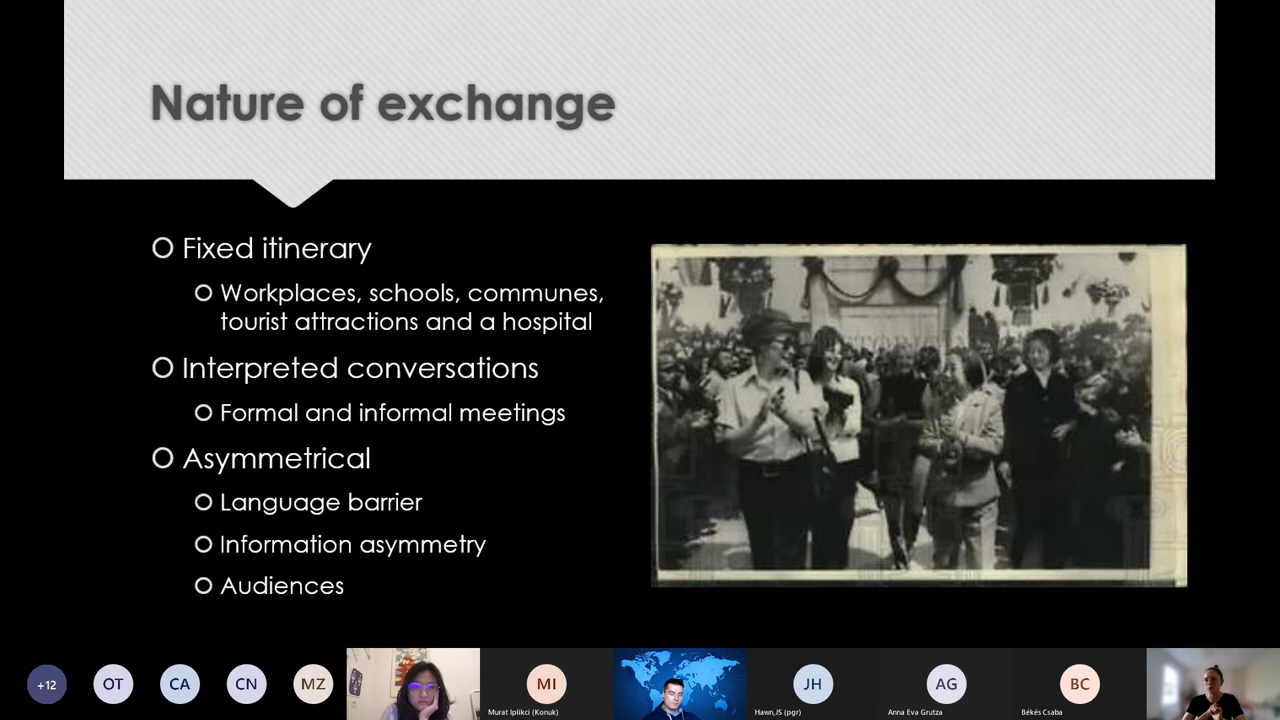 Nature of exchange
Fixed itinerary
Workplaces, schools, communes,
tourist attractions and a hospital
Interpreted conversations
Formal and informal meetings
Asymmetrical
Language barrier
Information asymmetry
Audiences
+12
OT
CA
CN
MZ
MI
Murat Iplikci (Konuk)
JH
Hawn,JS (pgr)
AG
Anna Eva Grutza
BC
Békés Csaba